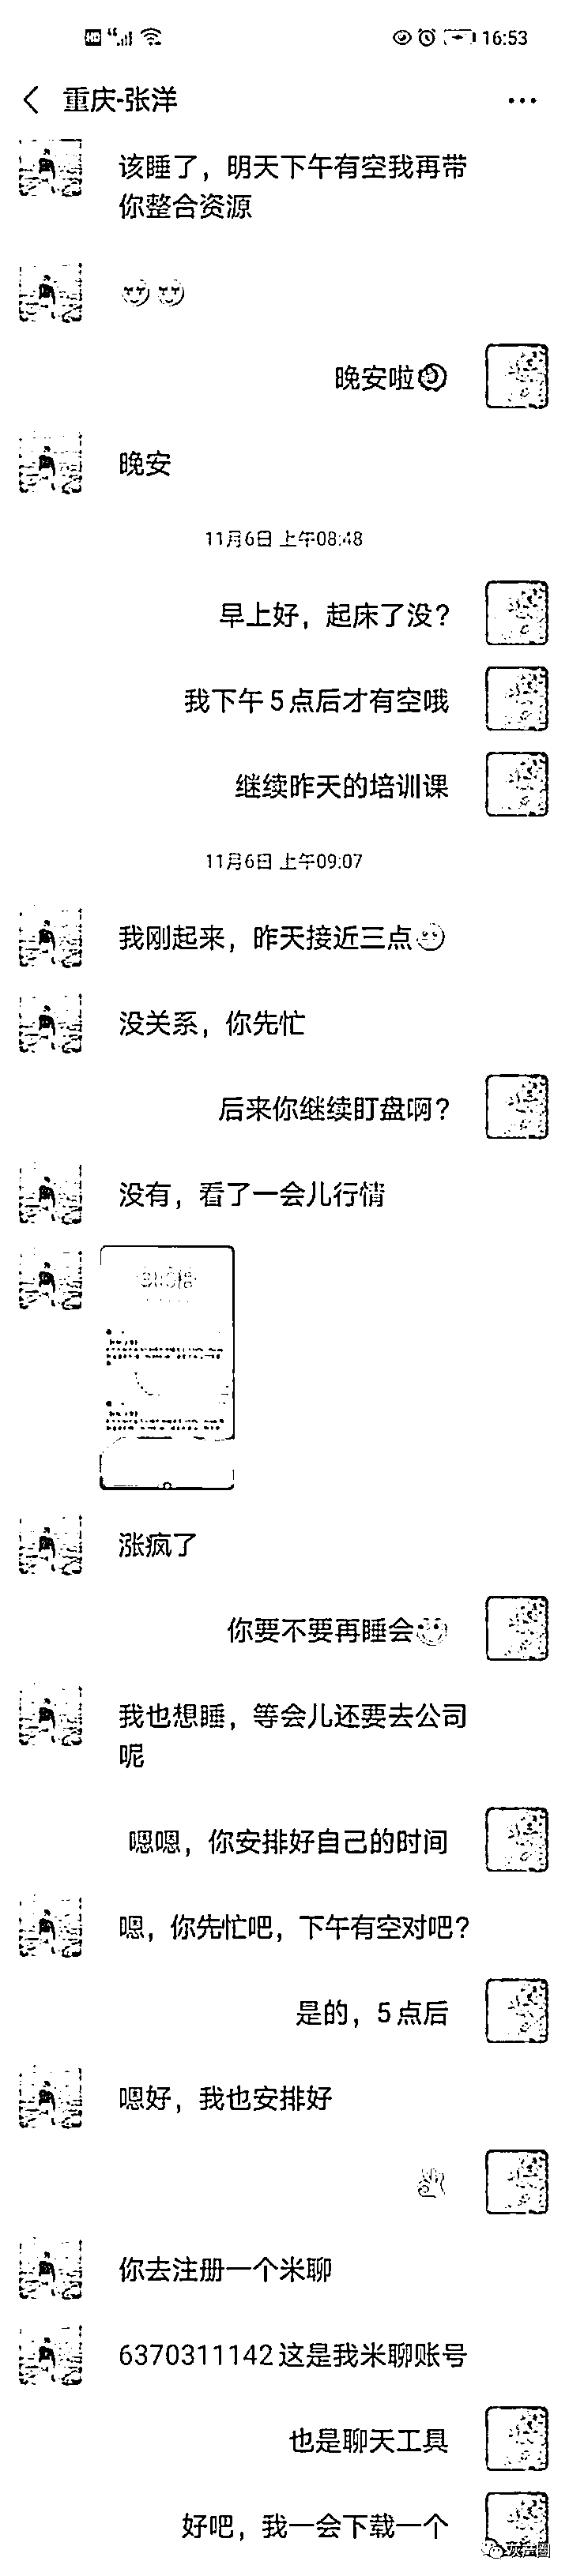 16:53
重庆-张洋
该睡了，明天下午有空我再带
你整合资源
晚安啦
晚安
11月6日 上午08:48
早上好，起床了没？
我下午5点后才有空哦
继续昨天的培训课
11月6日 上午09:07
我刚起来，昨天接近三点
没关系，你先忙
后来你继续盯盘啊？
没有，看了一会儿行情
涨疯了
你要不要再睡会
我也想睡，等会儿还要去公司
呢
嗯嗯，你安排好自己的时间
嗯，你先忙吧，下午有空对吧？
是的，5点后
嗯好，我也安排好
你去注册一个米聊
6370311142这是我米聊账号
也是聊天工具
好吧，我一会下载一个